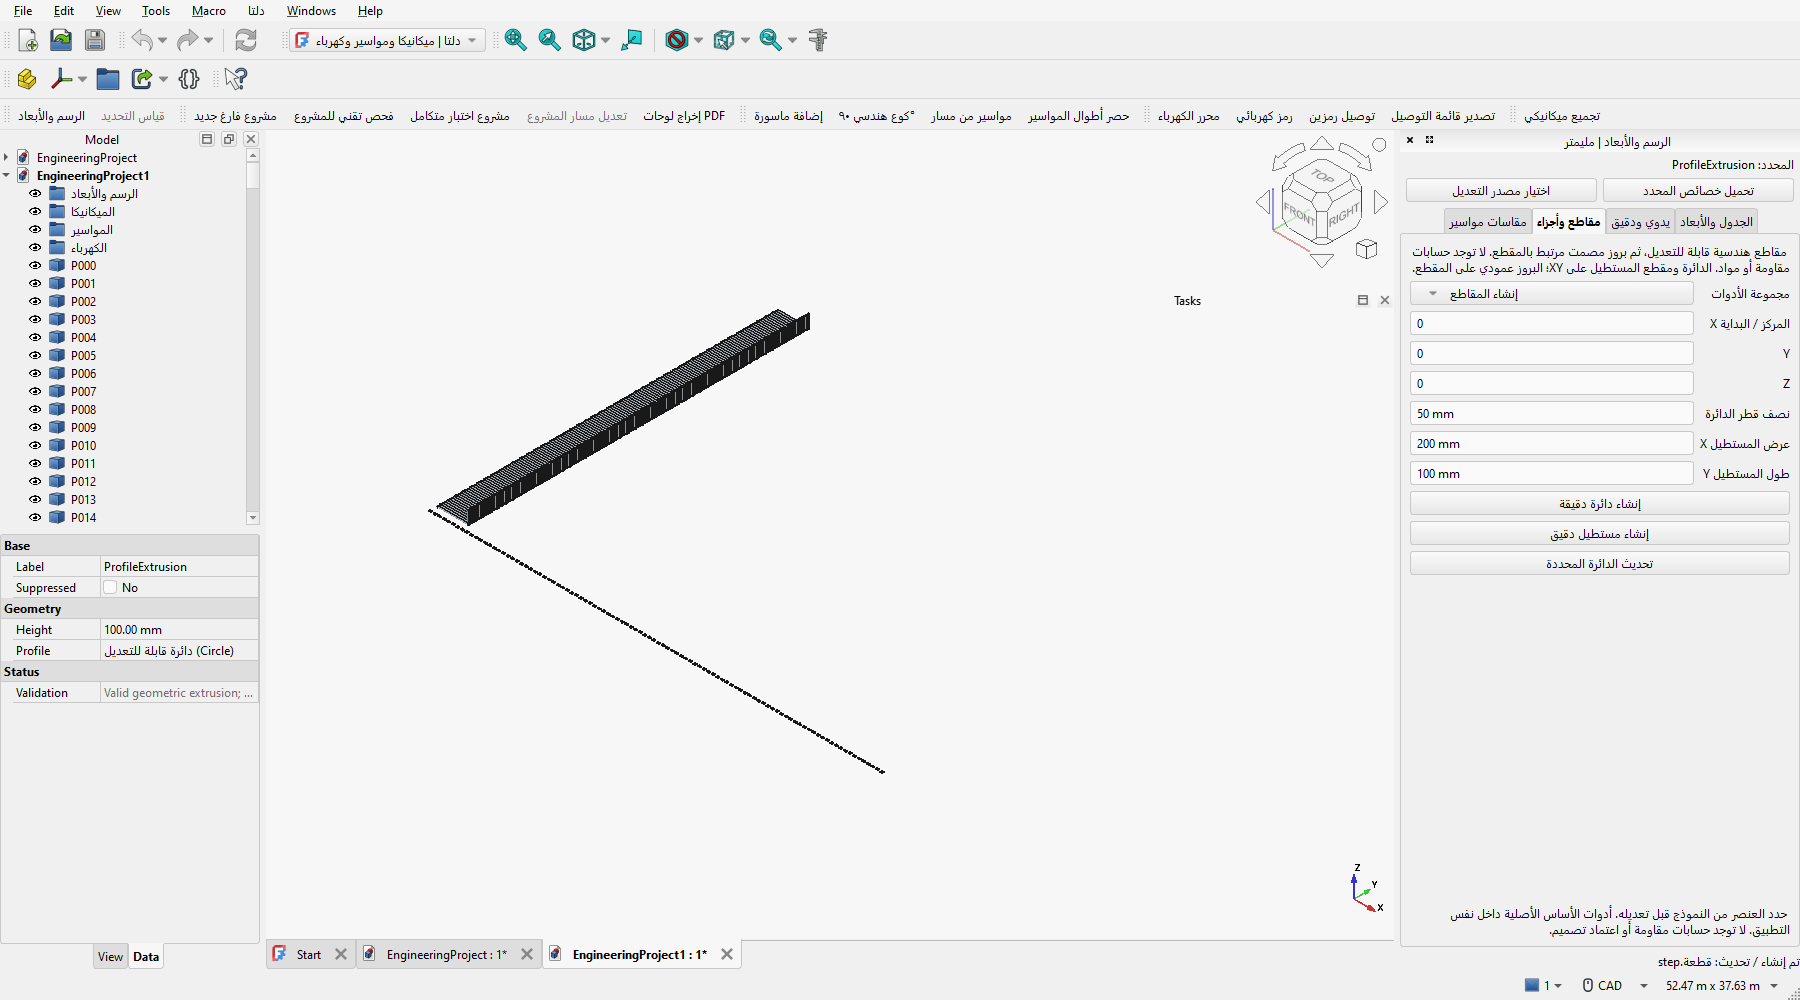 File Edit View Tools Macro دلتا Windows Help
دلتا | ميكانيكا ومواسير وكهرباء
الرسم والأبعاد قياس التحديد مشروع فارغ جديد فحص تقني للمشروع مشروع اختبار متكامل تعديل مسار المشروع إخراج لوحات PDF إضافة ماسورة كوع هندسي ٩٠° مواسير من مسار حصر أطوال المواسير محرر الكهرباء رمز كهربائي توصيل رمزين تصدير قائمة التوصيل تجميع ميكانيكي
Model
EngineeringProject
EngineeringProject1
الرسم والأبعاد
الميكانيكا
المواسير
الكهرباء
P000
P001
P002
P003
P004
P005
P006
P007
P008
P009
P010
P011
P012
P013
P014
Base
Label ProfileExtrusion
Suppressed No
Geometry
Height 100.00 mm
Profile دائرة قابلة للتعديل (Circle)
Status
Validation Valid geometric extrusion; ...
View Data
TOP
FRONT
RIGHT
Tasks
Z
Y
X
Start EngineeringProject : 1* EngineeringProject1 : 1*
الرسم والأبعاد | مليمتر
المحدد: ProfileExtrusion
اختيار مصدر التعديل تحميل خصائص المحدد
مقاسات مواسير مقاطع وأجزاء يدوي ودقيق الجدول والأبعاد
مقاطع هندسية قابلة للتعديل، ثم بروز مصمت مرتبط بالمقطع. لا توجد حسابات
مقاومة أو مواد. الدائرة ومقطع المستطيل على XY؛ البروز عمودي على المقطع.
مجموعة الأدوات إنشاء المقاطع
المركز / البداية X 0
Y 0
Z 0
نصف قطر الدائرة 50 mm
عرض المستطيل X 200 mm
طول المستطيل Y 100 mm
إنشاء دائرة دقيقة
إنشاء مستطيل دقيق
تحديث الدائرة المحددة
حدد العنصر من النموذج قبل تعديله. أدوات الأساس الأصلية داخل نفس
التطبيق. لا توجد حسابات مقاومة أو اعتماد تصميم.
تم إنشاء / تحديث: قطعة.step
1 CAD 52.47 m x 37.63 m